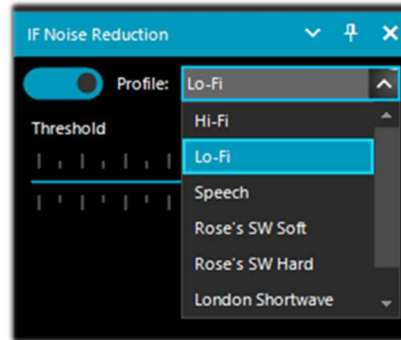 IF Noise Reduction
Profile: Lo-Fi
Threshold
Hi-Fi
Lo-Fi
Speech
Rose's SW Soft
Rose's SW Hard
London Shortwave